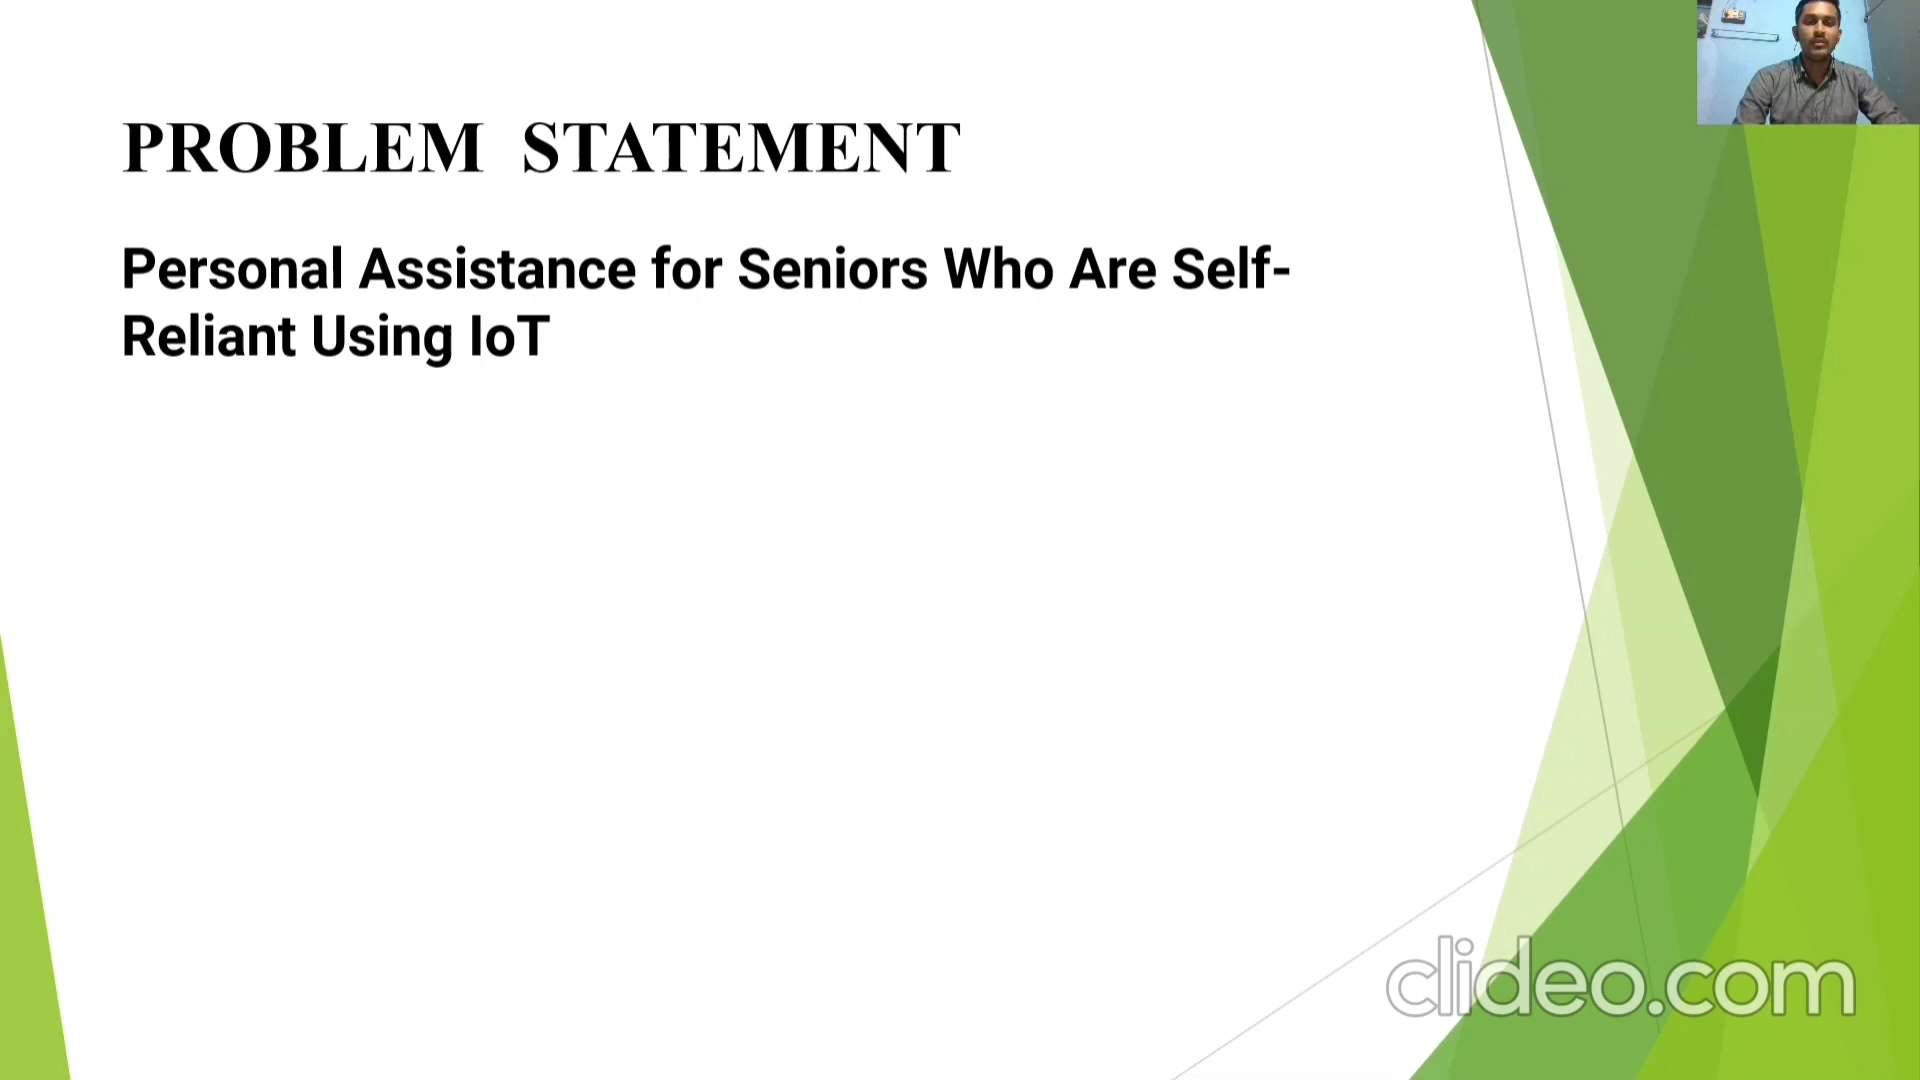 PROBLEM STATEMENT
Personal Assistance for Seniors Who Are Self-
Reliant Using IoT
clideo.com